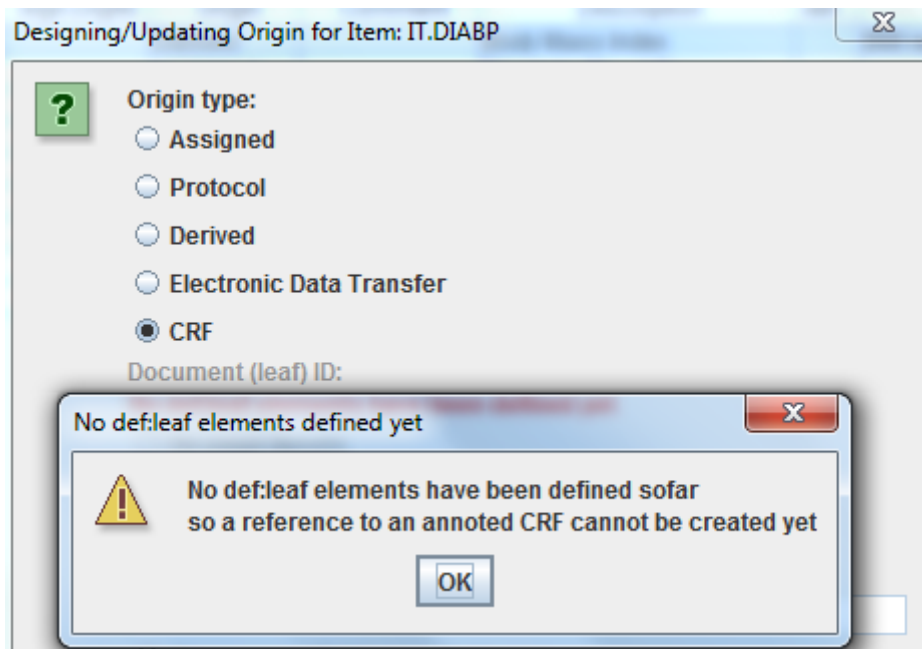 Designing/Updating Origin for Item: IT.DIABP
Origin type:
Assigned
Protocol
Derived
Electronic Data Transfer
CRF
Document (leaf) ID:
No def:leaf elements defined yet
No def:leaf elements have been defined sofar
so a reference to an annoted CRF cannot be created yet
OK